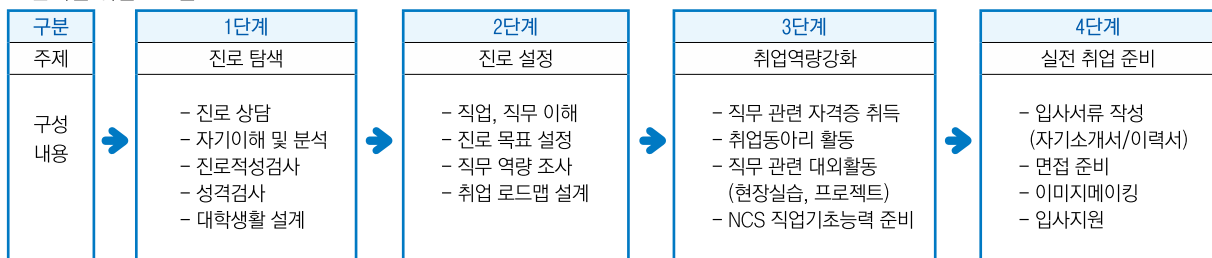 구분
주제
구성
내용
1단계
진로 탐색
- 진로 상담
- 자기이해 및 분석
- 진로적성검사
- 성격검사
- 대학생활 설계
2단계
진로 설정
- 직업, 직무 이해
- 진로 목표 설정
- 직무 역량 조사
- 취업 로드맵 설계
3단계
취업역량강화
- 직무 관련 자격증 취득
- 취업동아리 활동
- 직무 관련 대외활동
(현장실습, 프로젝트)
- NCS 직업기초능력 준비
4단계
실전 취업 준비
- 입사서류 작성
(자기소개서/이력서)
- 면접 준비
- 이미지메이킹
- 입사지원